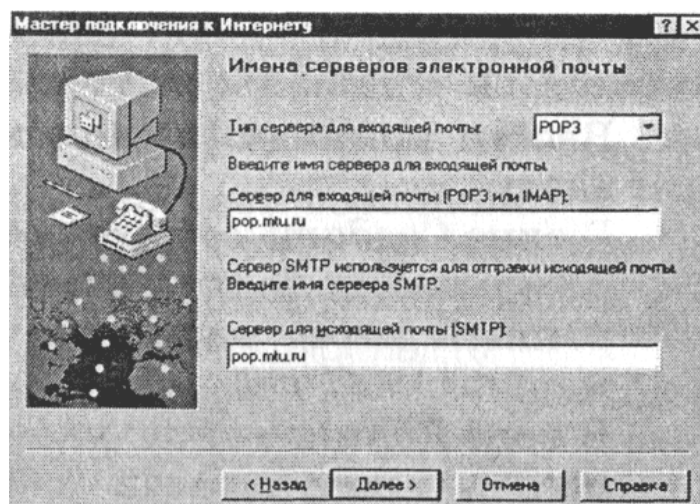 Мастер подключения к Интернету
Имена серверов электронной почты
Тип сервера для входящей почты: POP3
Введите имя сервера для входящей почты.
Сервер для входящей почты (POP3 или IMAP):
pop.mtu.ru
Сервер SMTP используется для отправки исходящей почты.
Введите имя сервера SMTP.
Сервер для исходящей почты (SMTP):
pop.mtu.ru
< Назад Далее > Отмена Справка